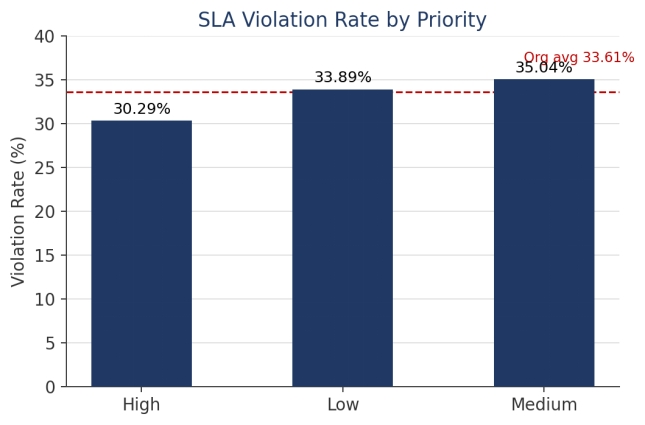 SLA Violation Rate by Priority
Violation Rate (%)
40
35
30
25
20
15
10
5
0
30.29%
33.89%
35.04%
Org avg 33.61%
High
Low
Medium